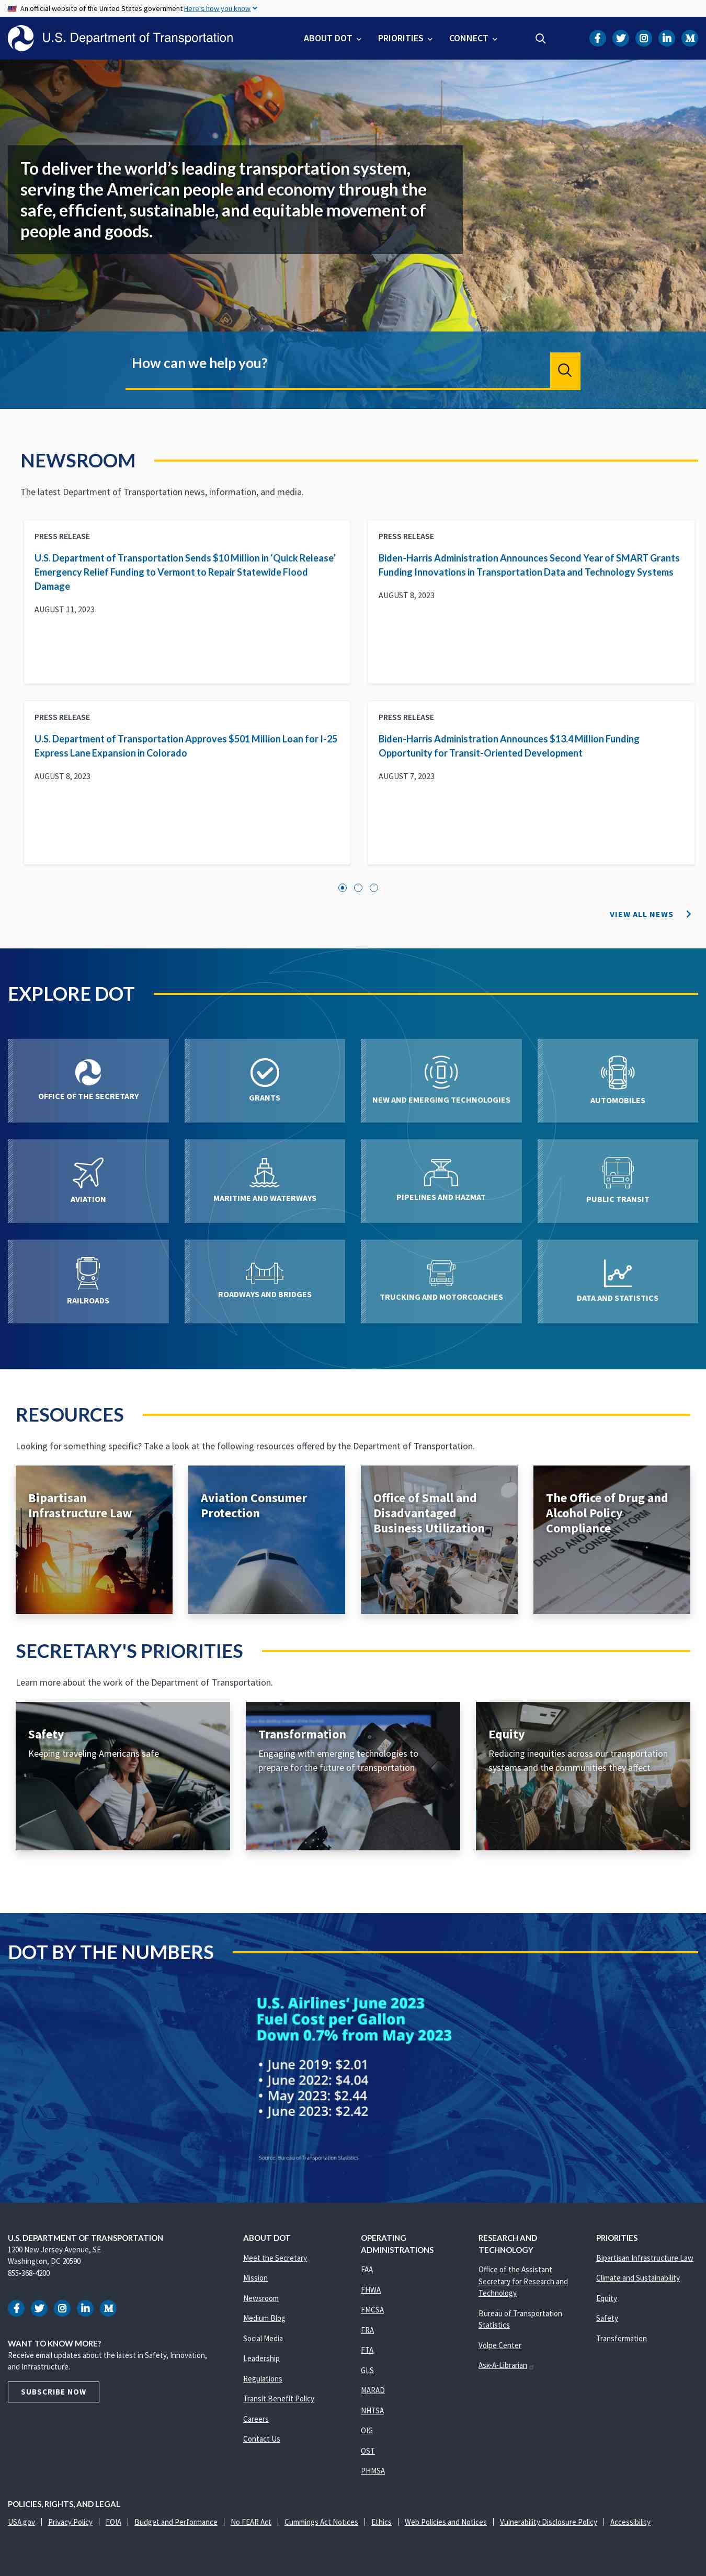 An official website of the United States government Here's how you know
U.S. Department of Transportation
ABOUT DOT
PRIORITIES
CONNECT
To deliver the world’s leading transportation system,
serving the American people and economy through the
safe, efficient, sustainable, and equitable movement of
people and goods.
How can we help you?
NEWSROOM
The latest Department of Transportation news, information, and media.
PRESS RELEASE
U.S. Department of Transportation Sends $10 Million in ‘Quick Release’
Emergency Relief Funding to Vermont to Repair Statewide Flood
Damage
AUGUST 11, 2023
PRESS RELEASE
Biden-Harris Administration Announces Second Year of SMART Grants
Funding Innovations in Transportation Data and Technology Systems
AUGUST 8, 2023
PRESS RELEASE
U.S. Department of Transportation Approves $501 Million Loan for I-25
Express Lane Expansion in Colorado
AUGUST 8, 2023
PRESS RELEASE
Biden-Harris Administration Announces $13.4 Million Funding
Opportunity for Transit-Oriented Development
AUGUST 7, 2023
VIEW ALL NEWS
EXPLORE DOT
OFFICE OF THE SECRETARY
GRANTS
NEW AND EMERGING TECHNOLOGIES
AUTOMOBILES
AVIATION
MARITIME AND WATERWAYS
PIPELINES AND HAZMAT
PUBLIC TRANSIT
RAILROADS
ROADWAYS AND BRIDGES
TRUCKING AND MOTORCOACHES
DATA AND STATISTICS
RESOURCES
Looking for something specific? Take a look at the following resources offered by the Department of Transportation.
Bipartisan
Infrastructure Law
Aviation Consumer
Protection
Office of Small and
Disadvantaged
Business Utilization
The Office of Drug and
Alcohol Policy
Compliance
SECRETARY'S PRIORITIES
Learn more about the work of the Department of Transportation.
Safety
Keeping traveling Americans safe
Transformation
Engaging with emerging technologies to
prepare for the future of transportation
Equity
Reducing inequities across our transportation
systems and the communities they affect
DOT BY THE NUMBERS
U.S. Airlines’ June 2023
Fuel Cost per Gallon
Down 0.7% from May 2023
• June 2019: $2.01
• June 2022: $4.04
• May 2023: $2.44
• June 2023: $2.42
Source: Bureau of Transportation Statistics
U.S. DEPARTMENT OF TRANSPORTATION
1200 New Jersey Avenue, SE
Washington, DC 20590
855-368-4200
WANT TO KNOW MORE?
Receive email updates about the latest in Safety, Innovation,
and Infrastructure.
SUBSCRIBE NOW
ABOUT DOT
Meet the Secretary
Mission
Newsroom
Medium Blog
Social Media
Leadership
Regulations
Transit Benefit Policy
Careers
Contact Us
OPERATING
ADMINISTRATIONS
FAA
FHWA
FMCSA
FRA
FTA
GLS
MARAD
NHTSA
OIG
OST
PHMSA
RESEARCH AND
TECHNOLOGY
Office of the Assistant
Secretary for Research and
Technology
Bureau of Transportation
Statistics
Volpe Center
Ask-A-Librarian
PRIORITIES
Bipartisan Infrastructure Law
Climate and Sustainability
Equity
Safety
Transformation
POLICIES, RIGHTS, AND LEGAL
USA.gov | Privacy Policy | FOIA | Budget and Performance | No FEAR Act | Cummings Act Notices | Ethics | Web Policies and Notices | Vulnerability Disclosure Policy | Accessibility